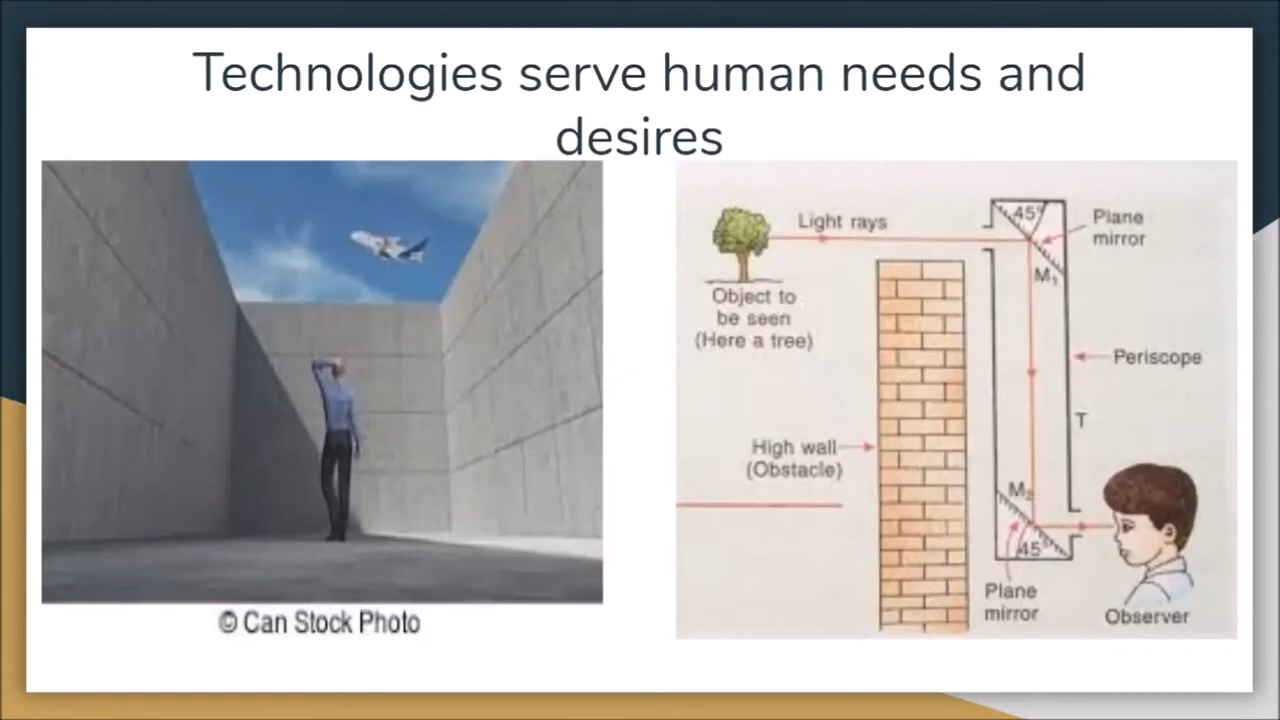 Technologies serve human needs and
desires
© Can Stock Photo
Light rays
45°
Plane
mirror
M1
Object to
be seen
(Here a tree)
Periscope
T
High wall
(Obstacle)
M2
45°
Plane
mirror
Observer